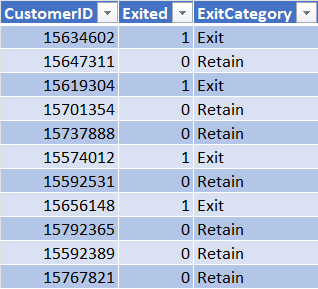 CustomerID Exited ExitCategory
15634602 1 Exit
15647311 0 Retain
15619304 1 Exit
15701354 0 Retain
15737888 0 Retain
15574012 1 Exit
15592531 0 Retain
15656148 1 Exit
15792365 0 Retain
15592389 0 Retain
15767821 0 Retain